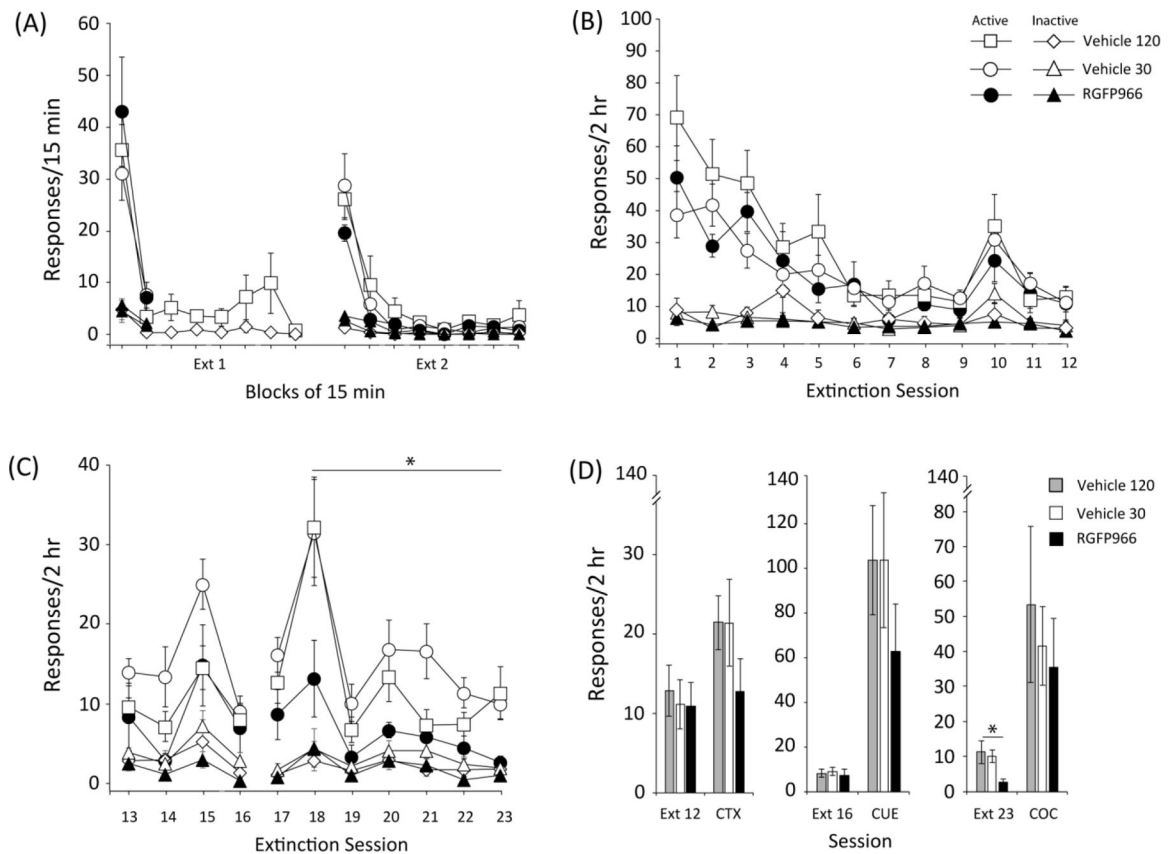 (A)
60
50
40
30
20
10
0
Responses/15 min
Ext 1 Ext 2
Blocks of 15 min
(B)
100
90
80
70
60
50
40
30
20
10
0
Responses/2 hr
1 2 3 4 5 6 7 8 9 10 11 12
Extinction Session
Active Inactive
Vehicle 120
Vehicle 30
RGFP966
(C)
40
30
20
10
0
Responses/2 hr
*
13 14 15 16 17 18 19 20 21 22 23
Extinction Session
(D)
Responses/2 hr
140
30
20
10
0
Ext 12 CTX
140
120
100
80
60
40
20
0
Ext 16 CUE
140
80
70
60
50
40
30
20
10
0
*
Ext 23 COC
Session
Vehicle 120
Vehicle 30
RGFP966